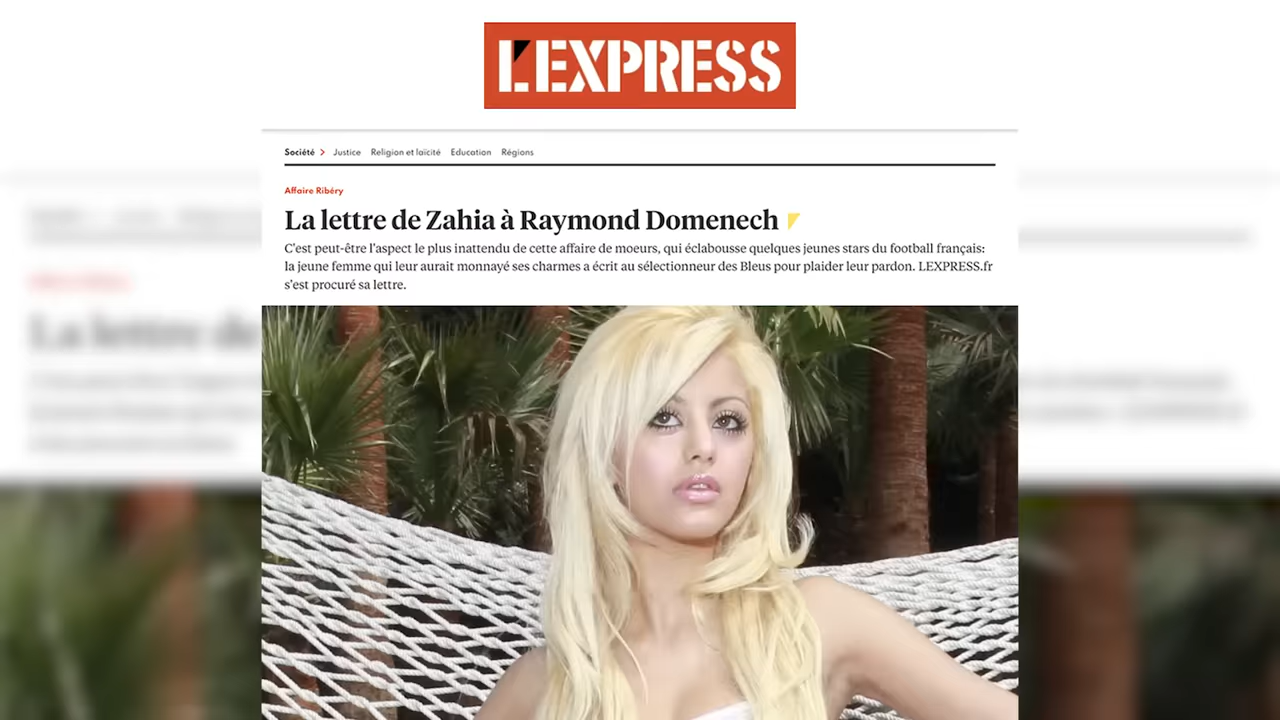 L'EXPRESS
Société > Justice Religion et laïcité Education Régions
Affaire Ribéry
La lettre de Zahia à Raymond Domenech
C'est peut-être l'aspect le plus inattendu de cette affaire de moeurs, qui éclabousse quelques jeunes stars du football français:
la jeune femme qui leur aurait monnayé ses charmes a écrit au sélectionneur des Bleus pour plaider leur pardon. LEXPRESS.fr
s'est procuré sa lettre.